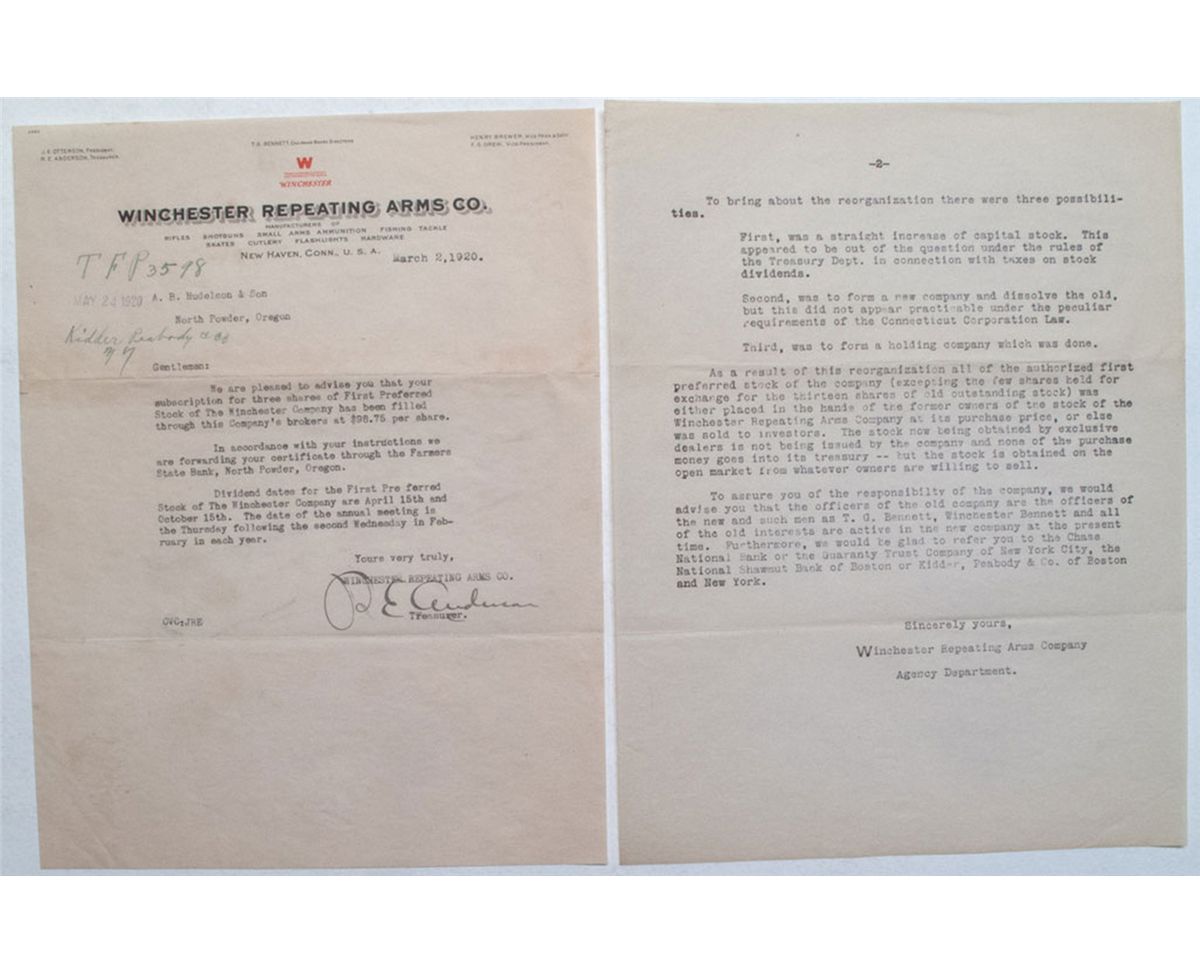 J. E. OTTERSON, President.
R. E. ANDERSON, Treasurer.
T. G. BENNETT, Chairman Board Directors
HENRY BREWER, Vice Pres & Secy.
F. G. DREW, Vice President.
W
WINCHESTER
WINCHESTER REPEATING ARMS CO.
MANUFACTURERS OF
RIFLES SHOTGUNS SMALL ARMS AMMUNITION FISHING TACKLE
SKATES CUTLERY FLASHLIGHTS HARDWARE
NEW HAVEN, CONN., U. S. A.
March 2,1920.
TFP3598
MAY 24 1920
A. B. Hudelson & Son
North Powder, Oregon
Kidder Peabody & Co
N Y
Gentlemen:
We are pleased to advise you that your
subscription for three shares of First Preferred
Stock of The Winchester Company has been filled
through this Company's brokers at $98.75 per share.
In accordance with your instructions we
are forwarding your certificate through the Farmers
State Bank, North Powder, Oregon.
Dividend dates for the First Pre ferred
Stock of The Winchester Company are April 15th and
October 15th. The date of the annual meeting is
the Thursday following the second Wednesday in Feb-
ruary in each year.
Yours very truly,
WINCHESTER REPEATING ARMS CO.
R E Anderson
Treasurer.
CVC:JRE
-2-
To bring about the reorganization there were three possibili-
ties.
First, was a straight increase of capital stock. This
appeared to be out of the question under the rules of
the Treasury Dept. in connection with taxes on stock
dividends.
Second, was to form a new company and dissolve the old,
but this did not appear practicable under the peculiar
requirements of the Connecticut Corporation Law.
Third, was to form a holding company which was done.
As a result of this reorganization all of the authorized first
preferred stock of the company (excepting the few shares held for
exchange for the thirteen shares of old outstanding stock) was
either placed in the hands of the former owners of the stock of the
Winchester Repeating Arms Company at its purchase price, or else
was sold to investors. The stock now being obtained by exclusive
dealers is not being issued by the company and none of the purchase
money goes into its treasury -- but the stock is obtained on the
open market from whatever owners are willing to sell.
To assure you of the responsibilty of the company, we would
advise you that the officers of the old company are the officers of
the new and such men as T. G. Bennett, Winchester Bennett and all
of the old interests are active in the new company at the present
time. Furthermore, we would be glad to refer you to the Chase
National Bank or the Guaranty Trust Company of New York City, the
National Shawmut Bank of Boston or Kidder, Peabody & Co. of Boston
and New York.
Sincerely yours,
Winchester Repeating Arms Company
Agency Department.